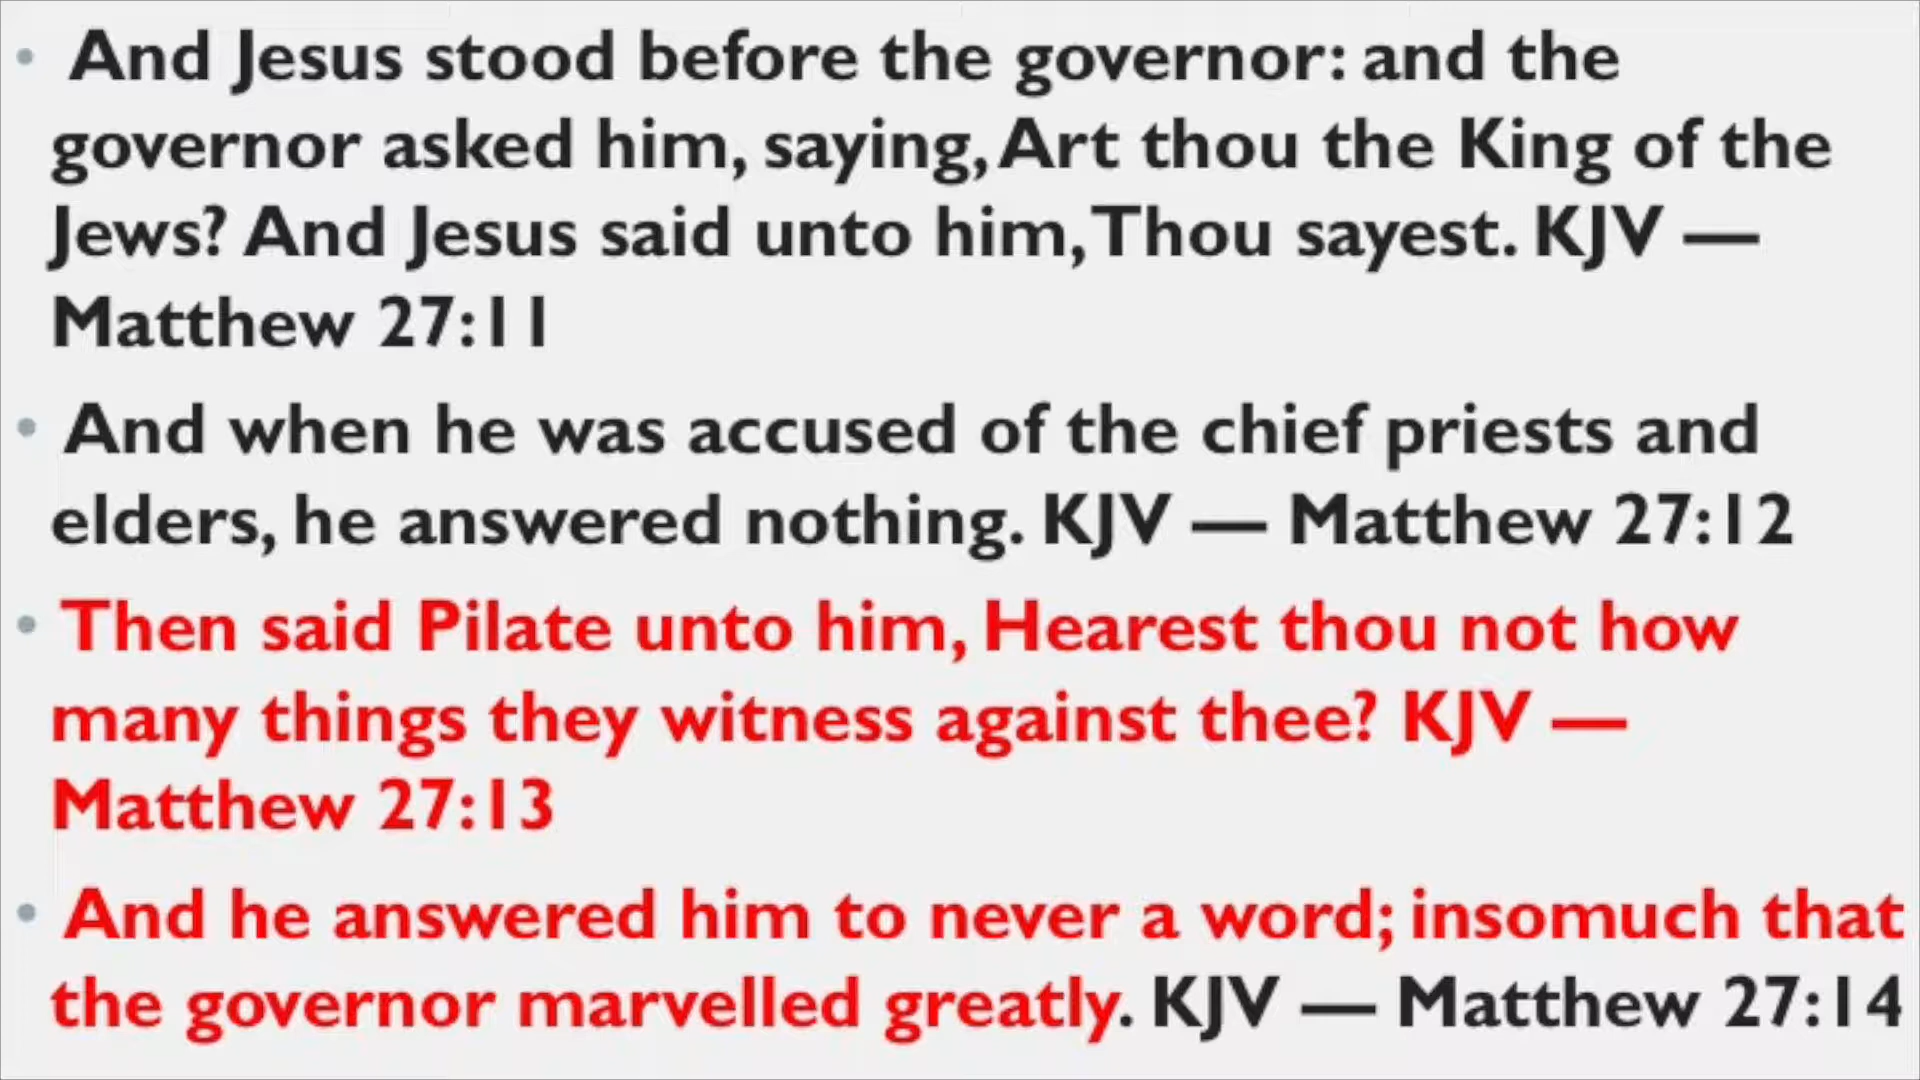 • And Jesus stood before the governor: and the
governor asked him, saying, Art thou the King of the
Jews? And Jesus said unto him, Thou sayest. KJV —
Matthew 27:11
• And when he was accused of the chief priests and
elders, he answered nothing. KJV — Matthew 27:12
• Then said Pilate unto him, Hearest thou not how
many things they witness against thee? KJV —
Matthew 27:13
• And he answered him to never a word; insomuch that
the governor marvelled greatly. KJV — Matthew 27:14